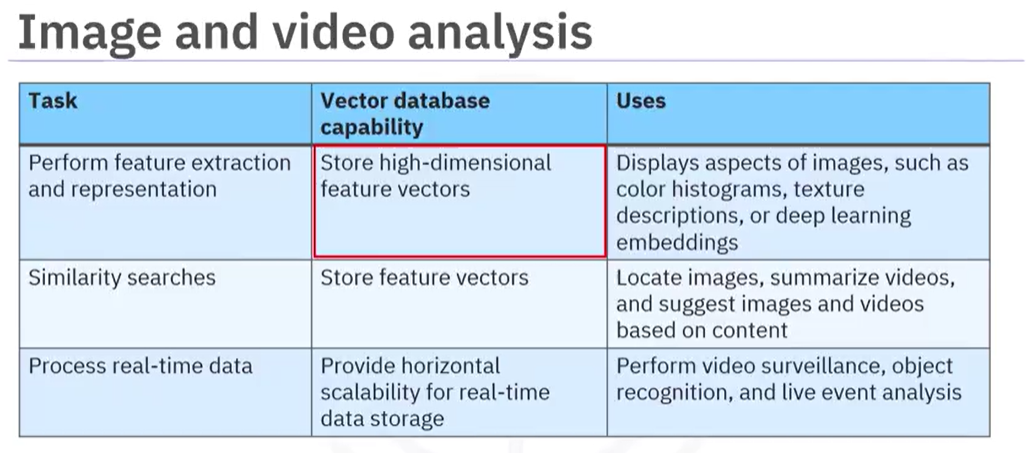 Image and video analysis
Task
Vector database
capability
Uses
Perform feature extraction
and representation
Store high-dimensional
feature vectors
Displays aspects of images, such as
color histograms, texture
descriptions, or deep learning
embeddings
Similarity searches
Store feature vectors
Locate images, summarize videos,
and suggest images and videos
based on content
Process real-time data
Provide horizontal
scalability for real-time
data storage
Perform video surveillance, object
recognition, and live event analysis